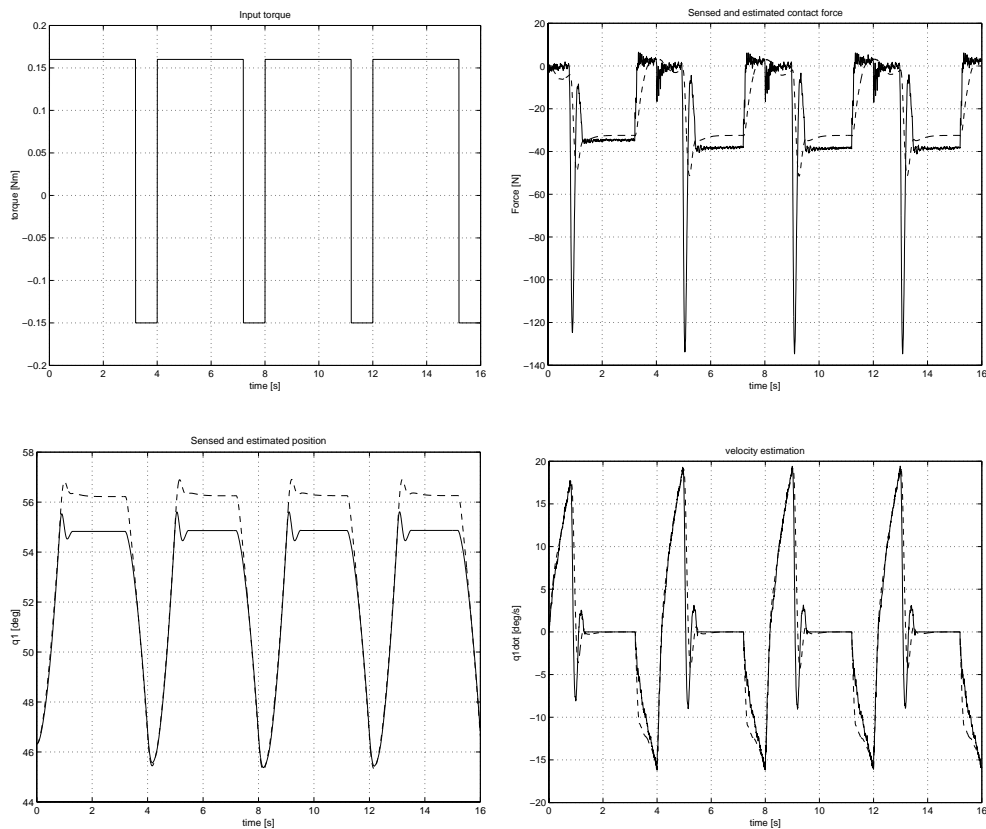 Input torque
0.2
0.15
0.1
0.05
0
−0.05
−0.1
−0.15
−0.2
torque [Nm]
0 2 4 6 8 10 12 14 16
time [s]
Sensed and estimated contact force
20
0
−20
−40
−60
−80
−100
−120
−140
Force [N]
0 2 4 6 8 10 12 14 16
time [s]
Sensed and estimated position
58
56
54
52
50
48
46
44
q1 [deg]
0 2 4 6 8 10 12 14 16
time [s]
velocity estimation
20
15
10
5
0
−5
−10
−15
−20
q1dot [deg/s]
0 2 4 6 8 10 12 14 16
time [s]